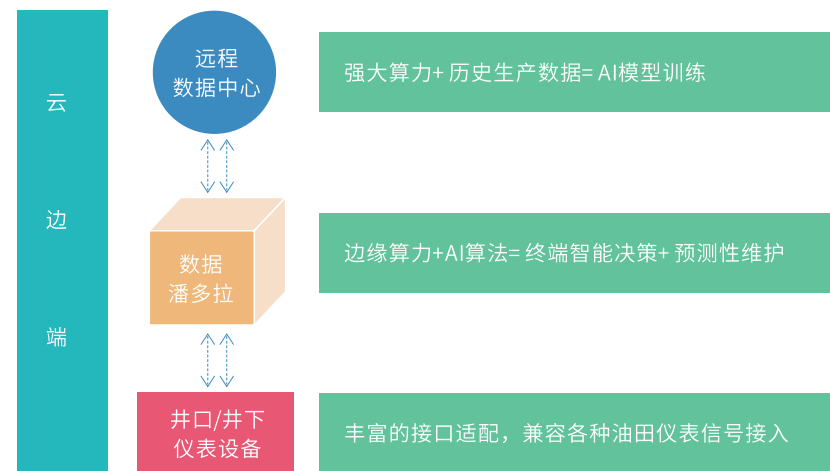 云
远程
数据中心
强大算力+ 历史生产数据= AI模型训练
边
数据
潘多拉
边缘算力+AI算法= 终端智能决策+ 预测性维护
端
井口/井下
仪表设备
丰富的接口适配，兼容各种油田仪表信号接入